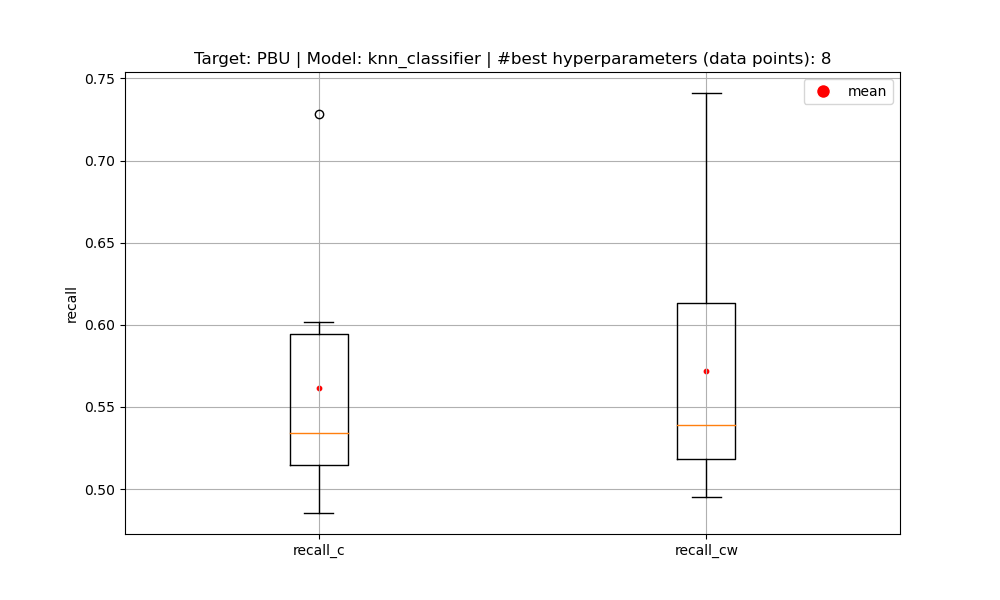 Target: PBU | Model: knn_classifier | #best hyperparameters (data points): 8
mean
0.75
0.70
0.65
0.60
0.55
0.50
recall
recall_c
recall_cw